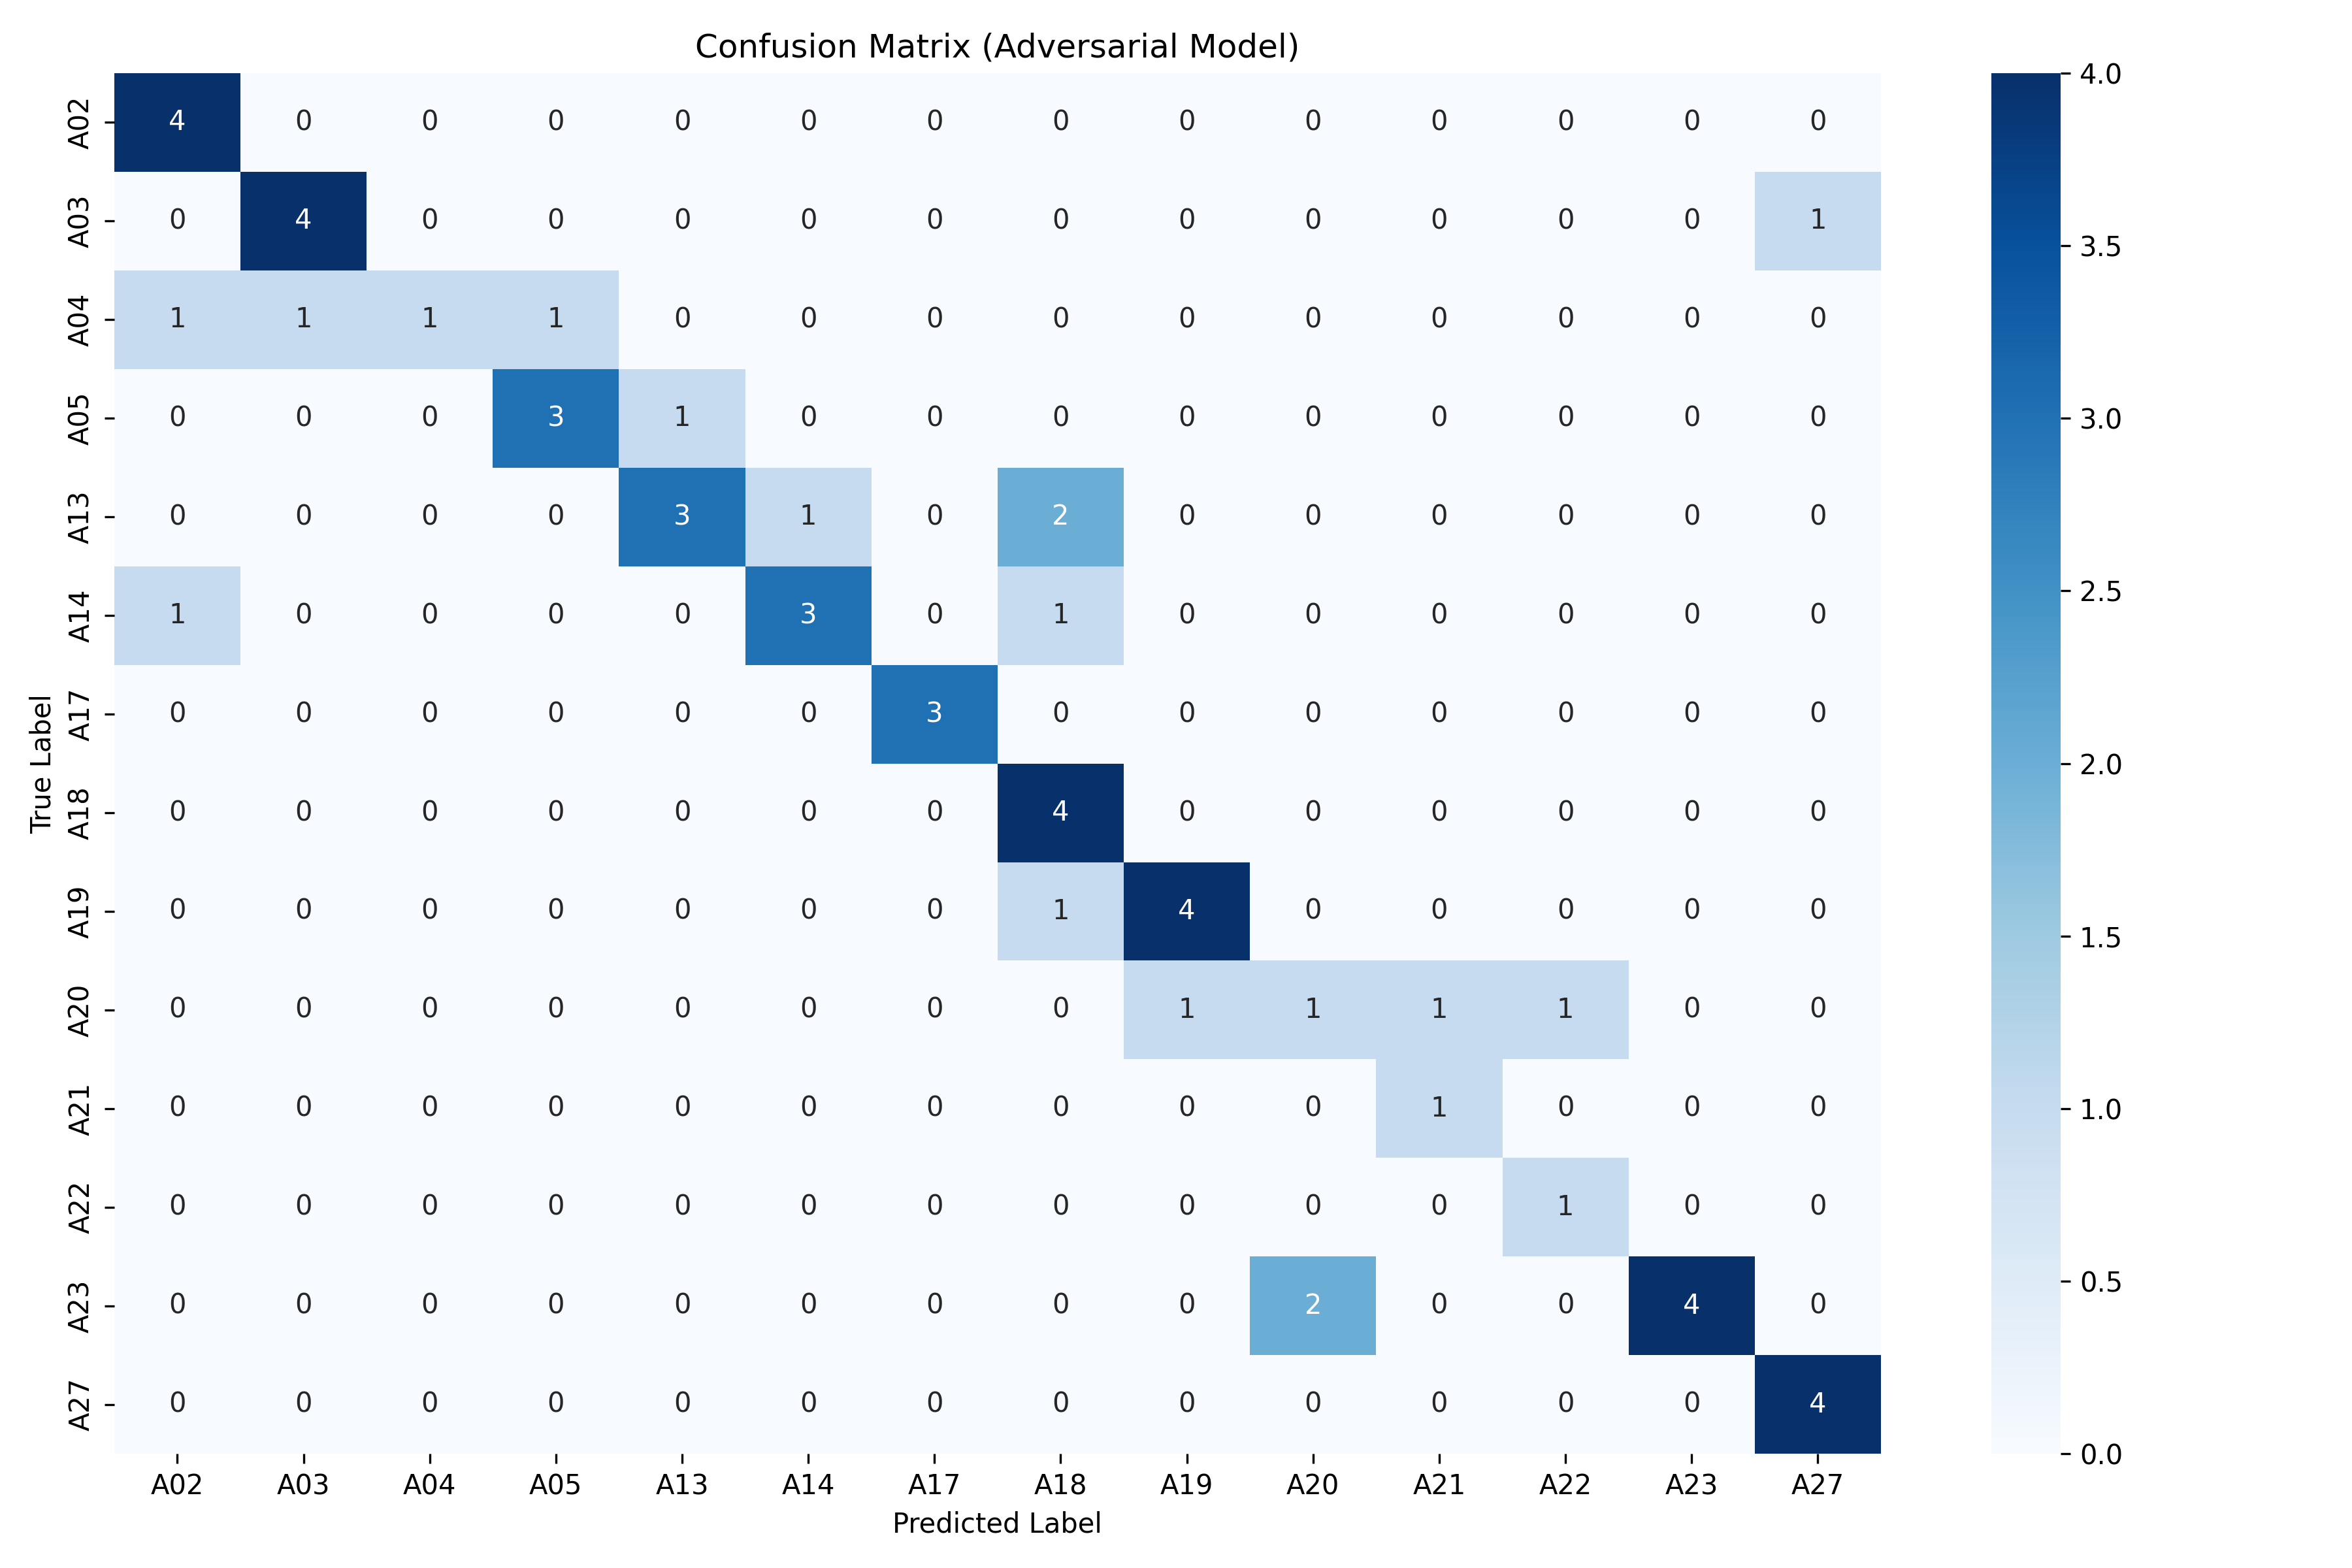 Confusion Matrix (Adversarial Model)
A02 4 0 0 0 0 0 0 0 0 0 0 0 0 0
A03 0 4 0 0 0 0 0 0 0 0 0 0 0 1
A04 1 1 1 1 0 0 0 0 0 0 0 0 0 0
A05 0 0 0 3 1 0 0 0 0 0 0 0 0 0
A13 0 0 0 0 3 1 0 2 0 0 0 0 0 0
A14 1 0 0 0 0 3 0 1 0 0 0 0 0 0
A17 0 0 0 0 0 0 3 0 0 0 0 0 0 0
A18 0 0 0 0 0 0 0 4 0 0 0 0 0 0
A19 0 0 0 0 0 0 0 1 4 0 0 0 0 0
A20 0 0 0 0 0 0 0 0 1 1 1 1 0 0
A21 0 0 0 0 0 0 0 0 0 0 1 0 0 0
A22 0 0 0 0 0 0 0 0 0 0 0 1 0 0
A23 0 0 0 0 0 0 0 0 0 2 0 0 4 0
A27 0 0 0 0 0 0 0 0 0 0 0 0 0 4
A02 A03 A04 A05 A13 A14 A17 A18 A19 A20 A21 A22 A23 A27
Predicted Label
True Label
4.0
3.5
3.0
2.5
2.0
1.5
1.0
0.5
0.0